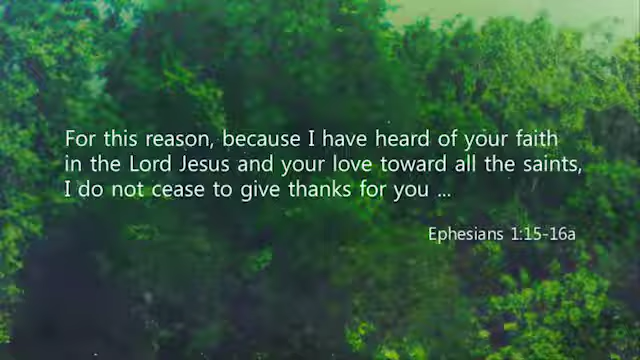 For this reason, because I have heard of your faith
in the Lord Jesus and your love toward all the saints,
I do not cease to give thanks for you ...
Ephesians 1:15-16a